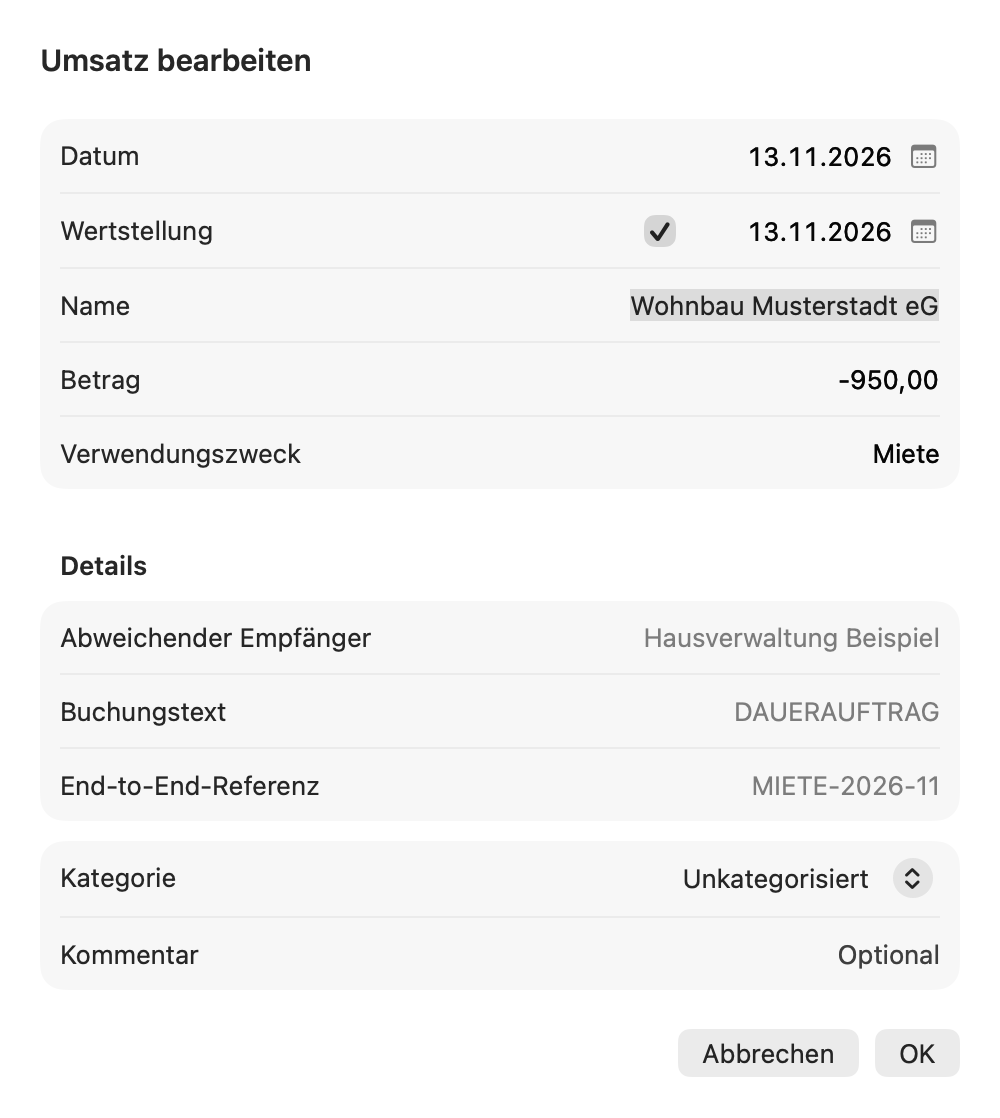 Umsatz bearbeiten
Datum 13.11.2026
Wertstellung 13.11.2026
Name Wohnbau Musterstadt eG
Betrag -950,00
Verwendungszweck Miete
Details
Abweichender Empfänger Hausverwaltung Beispiel
Buchungstext DAUERAUFTRAG
End-to-End-Referenz MIETE-2026-11
Kategorie Unkategorisiert
Kommentar Optional
Abbrechen OK